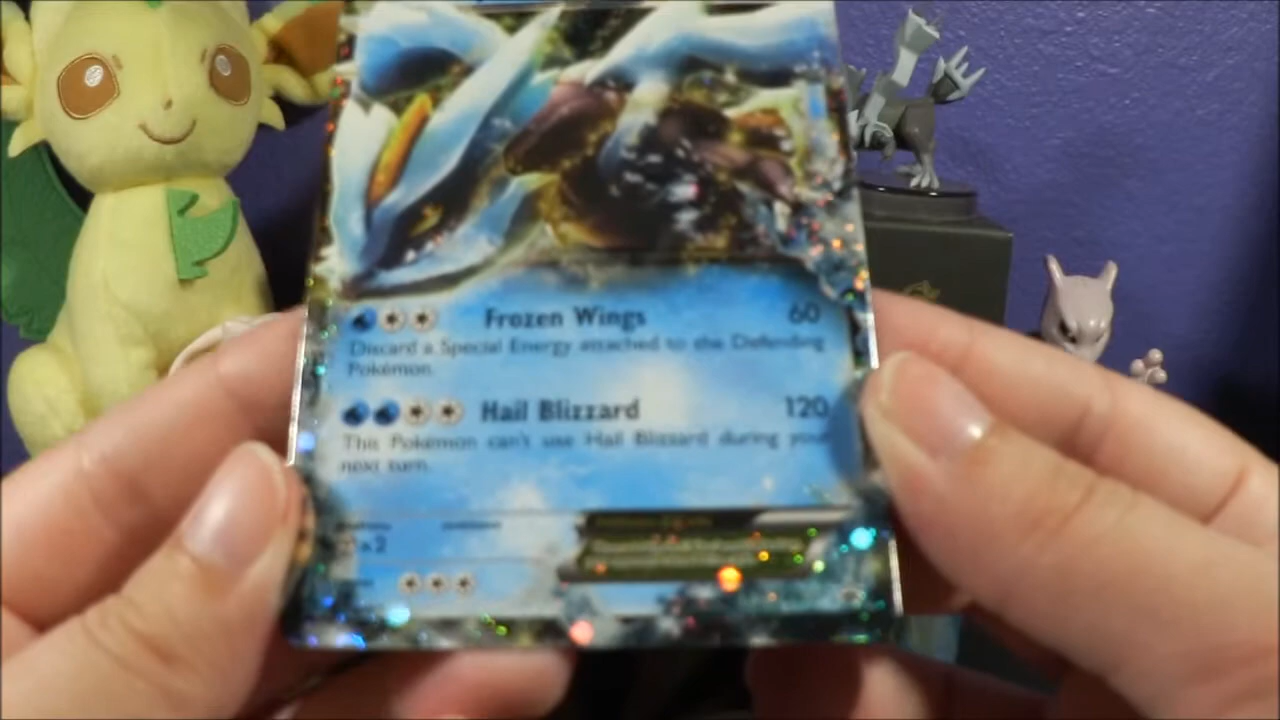 Frozen Wings 60
Discard a Special Energy attached to the Defending
Pokémon.
Hail Blizzard 120
This Pokémon can't use Hail Blizzard during your
next turn.
x2